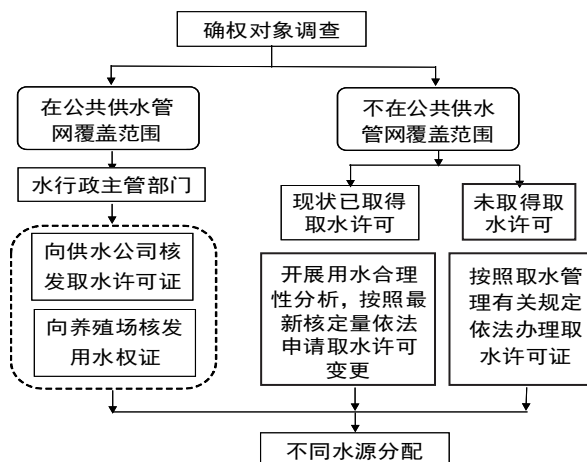 确权对象调查
在公共供水管
网覆盖范围
不在公共供水
管网覆盖范围
水行政主管部门
现状已取得
取水许可
未取得取
水许可
向供水公司核
发取水许可证
向养殖场核发
用水权证
开展用水合理
性分析，按照最
新核定量依法
申请取水许可
变更
按照取水管
理有关规定
依法办理取
水许可证
不同水源分配